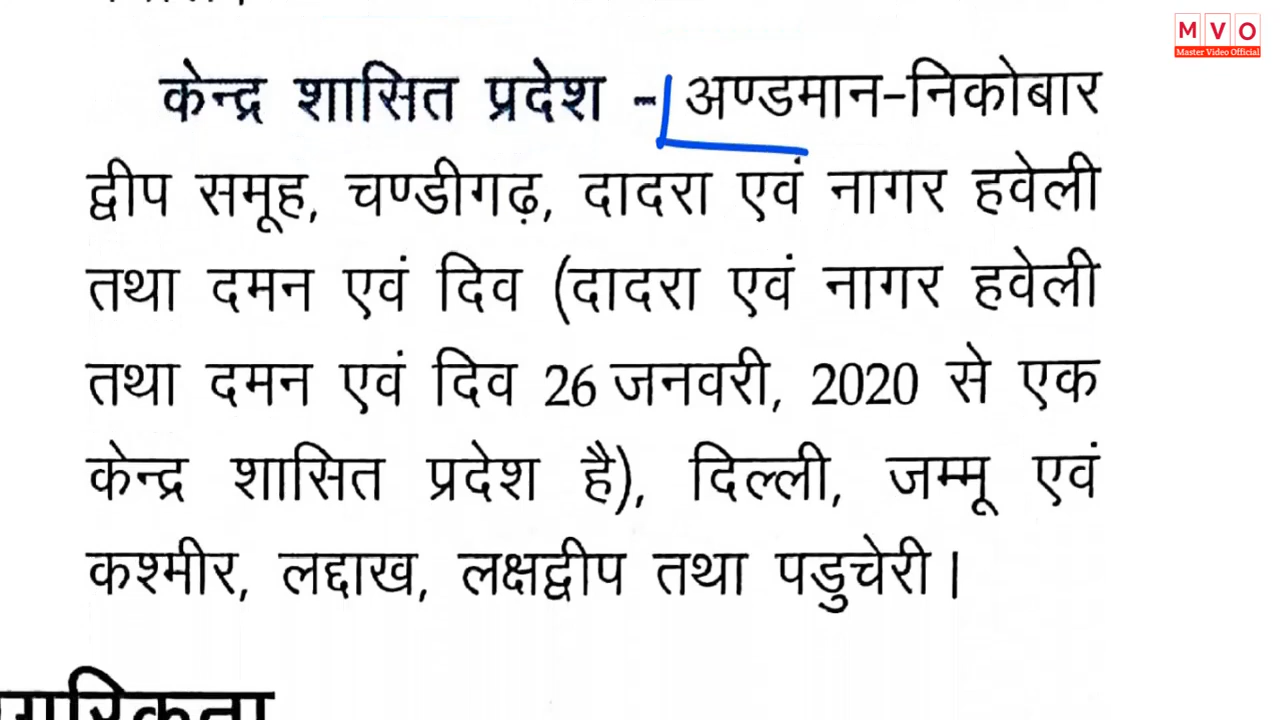 M V O
Master Video Official
केन्द्र शासित प्रदेश - अण्डमान-निकोबार
द्वीप समूह, चण्डीगढ़, दादरा एवं नागर हवेली
तथा दमन एवं दिव (दादरा एवं नागर हवेली
तथा दमन एवं दिव 26 जनवरी, 2020 से एक
केन्द्र शासित प्रदेश है), दिल्ली, जम्मू एवं
कश्मीर, लद्दाख, लक्षद्वीप तथा पडुचेरी।